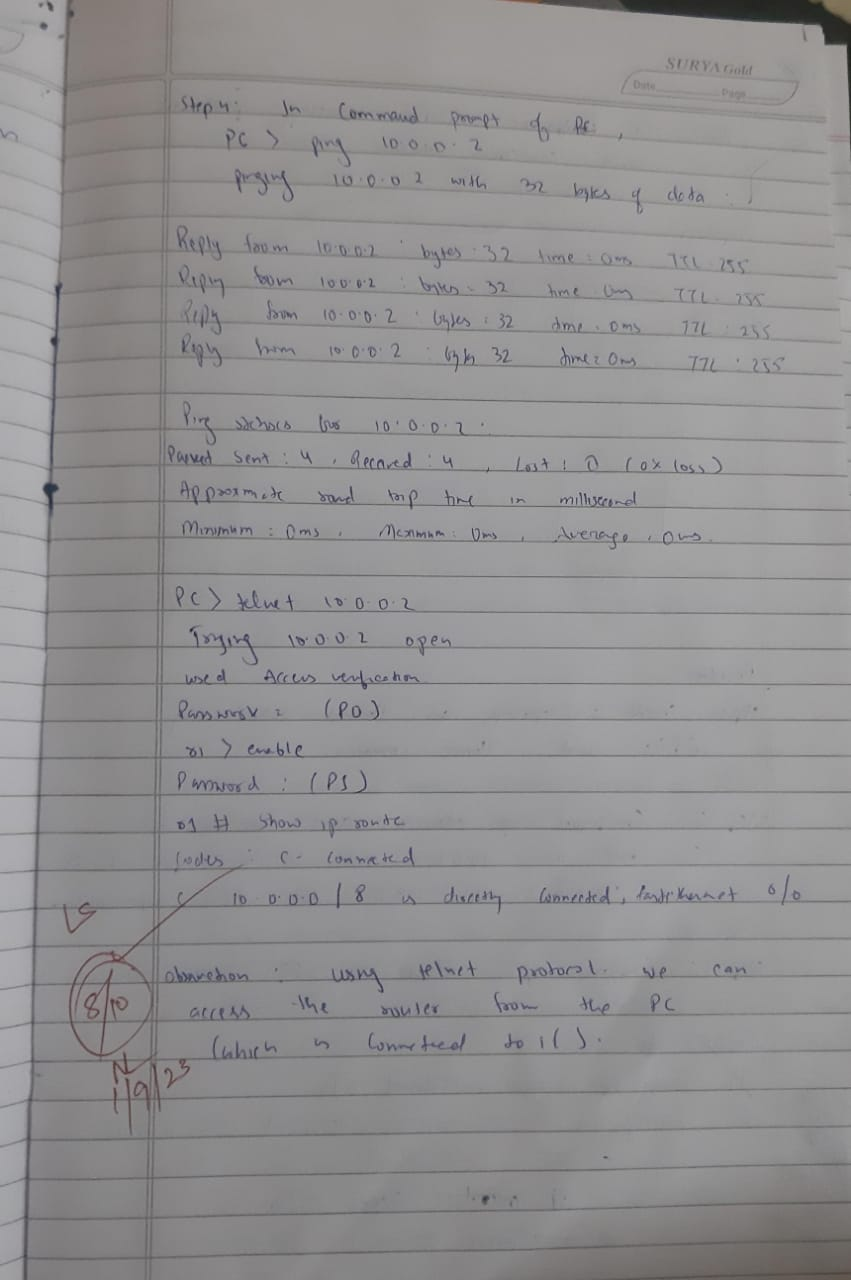 SURYA Gold
Date
Page
Step 4: In Command prompt of PC,
PC > ping 10.0.0.2
pinging 10.0.0.2 with 32 bytes of data :
Reply from 10.0.0.2 : bytes : 32 time : 0ms TTL : 255
Reply from 10.0.0.2 : bytes = 32 time 0ms TTL : 255
Reply from 10.0.0.2 : bytes : 32 time : 0ms TTL : 255
Reply from 10.0.0.2 : bytes 32 time = 0ms TTL : 255
Ping 10.0.0.2 :
Sent : 4, Received : 4, Lost : 0 (0% loss)
Approximate round trip time in millisecond
Minimum : 0ms, Maximum : 0ms, Average, 0ms.
PC > telnet 10.0.0.2
Trying 10.0.0.2 open
used Access verification
Password : (P0)
r1 > enable
Password : (P1)
r1 # show ip route
Codes : C - connected
C 10.0.0.0 / 8 is directly connected, fastethernet 0/0
Observation : using telnet protocol we can
access the router from the PC
(which is connected to it).
8/10
N
1/9/23